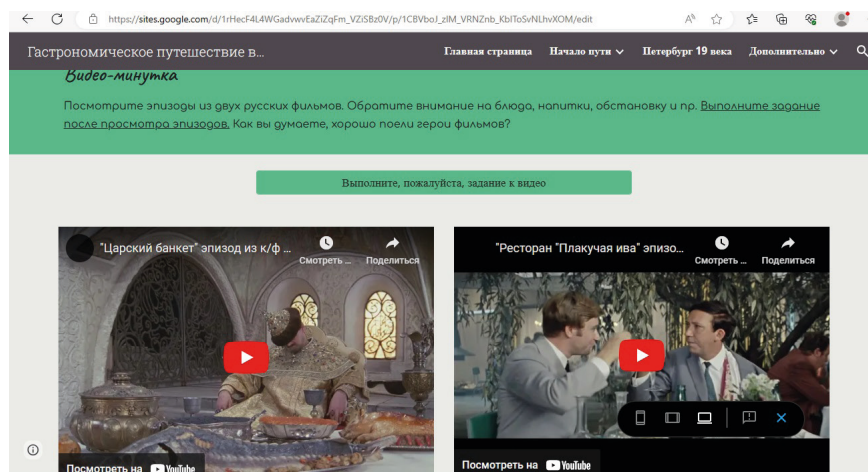 https://sites.google.com/d/1rHecF4L4WGadvwvEaZiZqFm_VZiSBz0V/p/1CBVboJ_zlM_VRNZnb_KbIToSvNLhvXOM/edit
Гастрономическое путешествие в...
Главная страница Начало пути Петербург 19 века Дополнительно
Видео-минутка
Посмотрите эпизоды из двух русских фильмов. Обратите внимание на блюда, напитки, обстановку и пр. Выполните задание
после просмотра эпизодов. Как вы думаете, хорошо поели герои фильмов?
Выполните, пожалуйста, задание к видео
"Царский банкет" эпизод из к/ф ...
Смотреть ... Поделиться
"Ресторан "Плакучая ива" эпизо...
Смотреть ... Поделиться
Посмотреть на YouTube
Посмотреть на YouTube